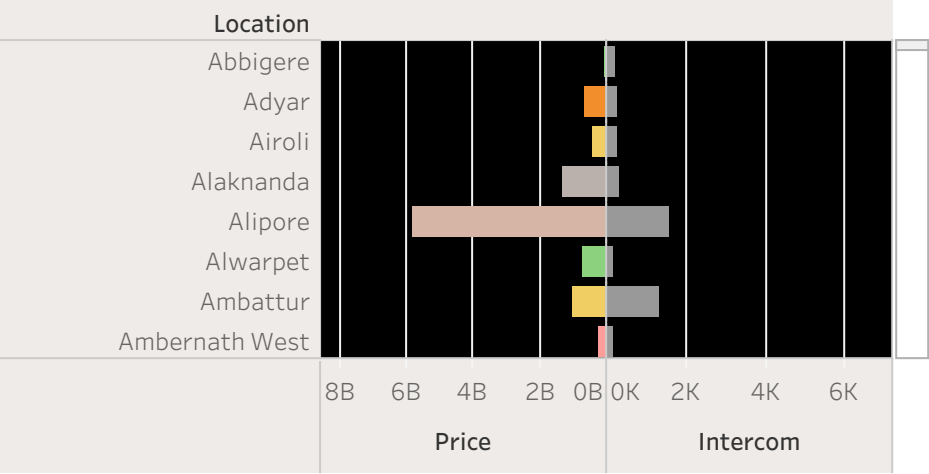 Location
Abbigere
Adyar
Airoli
Alaknanda
Alipore
Alwarpet
Ambattur
Ambernath West
8B 6B 4B 2B 0B 0K 2K 4K 6K
Price Intercom